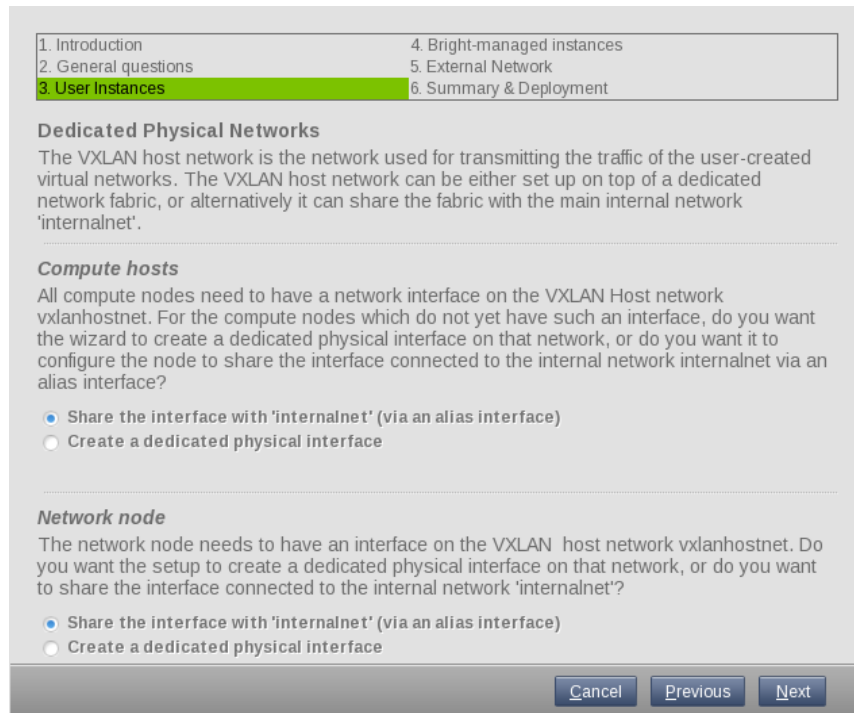 1. Introduction
2. General questions
3. User Instances
4. Bright-managed instances
5. External Network
6. Summary & Deployment
Dedicated Physical Networks
The VXLAN host network is the network used for transmitting the traffic of the user-created
virtual networks. The VXLAN host network can be either set up on top of a dedicated
network fabric, or alternatively it can share the fabric with the main internal network
'internalnet'.
Compute hosts
All compute nodes need to have a network interface on the VXLAN Host network
vxlanhostnet. For the compute nodes which do not yet have such an interface, do you want
the wizard to create a dedicated physical interface on that network, or do you want it to
configure the node to share the interface connected to the internal network internalnet via an
alias interface?
Share the interface with 'internalnet' (via an alias interface)
Create a dedicated physical interface
Network node
The network node needs to have an interface on the VXLAN  host network vxlanhostnet. Do
you want the setup to create a dedicated physical interface on that network, or do you want
to share the interface connected to the internal network 'internalnet'?
Share the interface with 'internalnet' (via an alias interface)
Create a dedicated physical interface
Cancel
Previous
Next